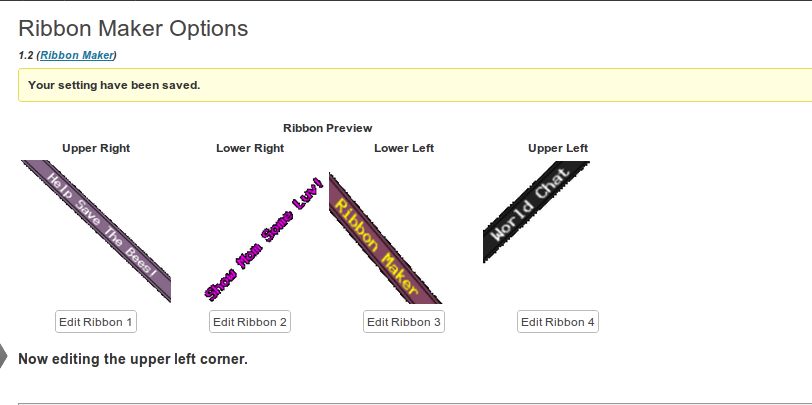 Ribbon Maker Options
1.2 (Ribbon Maker)
Your setting have been saved.
Ribbon Preview
Upper Right Lower Right Lower Left Upper Left
Help Save The Bees!
Show Mom Some Luv!
Ribbon Maker
World Chat
Edit Ribbon 1 Edit Ribbon 2 Edit Ribbon 3 Edit Ribbon 4
Now editing the upper left corner.